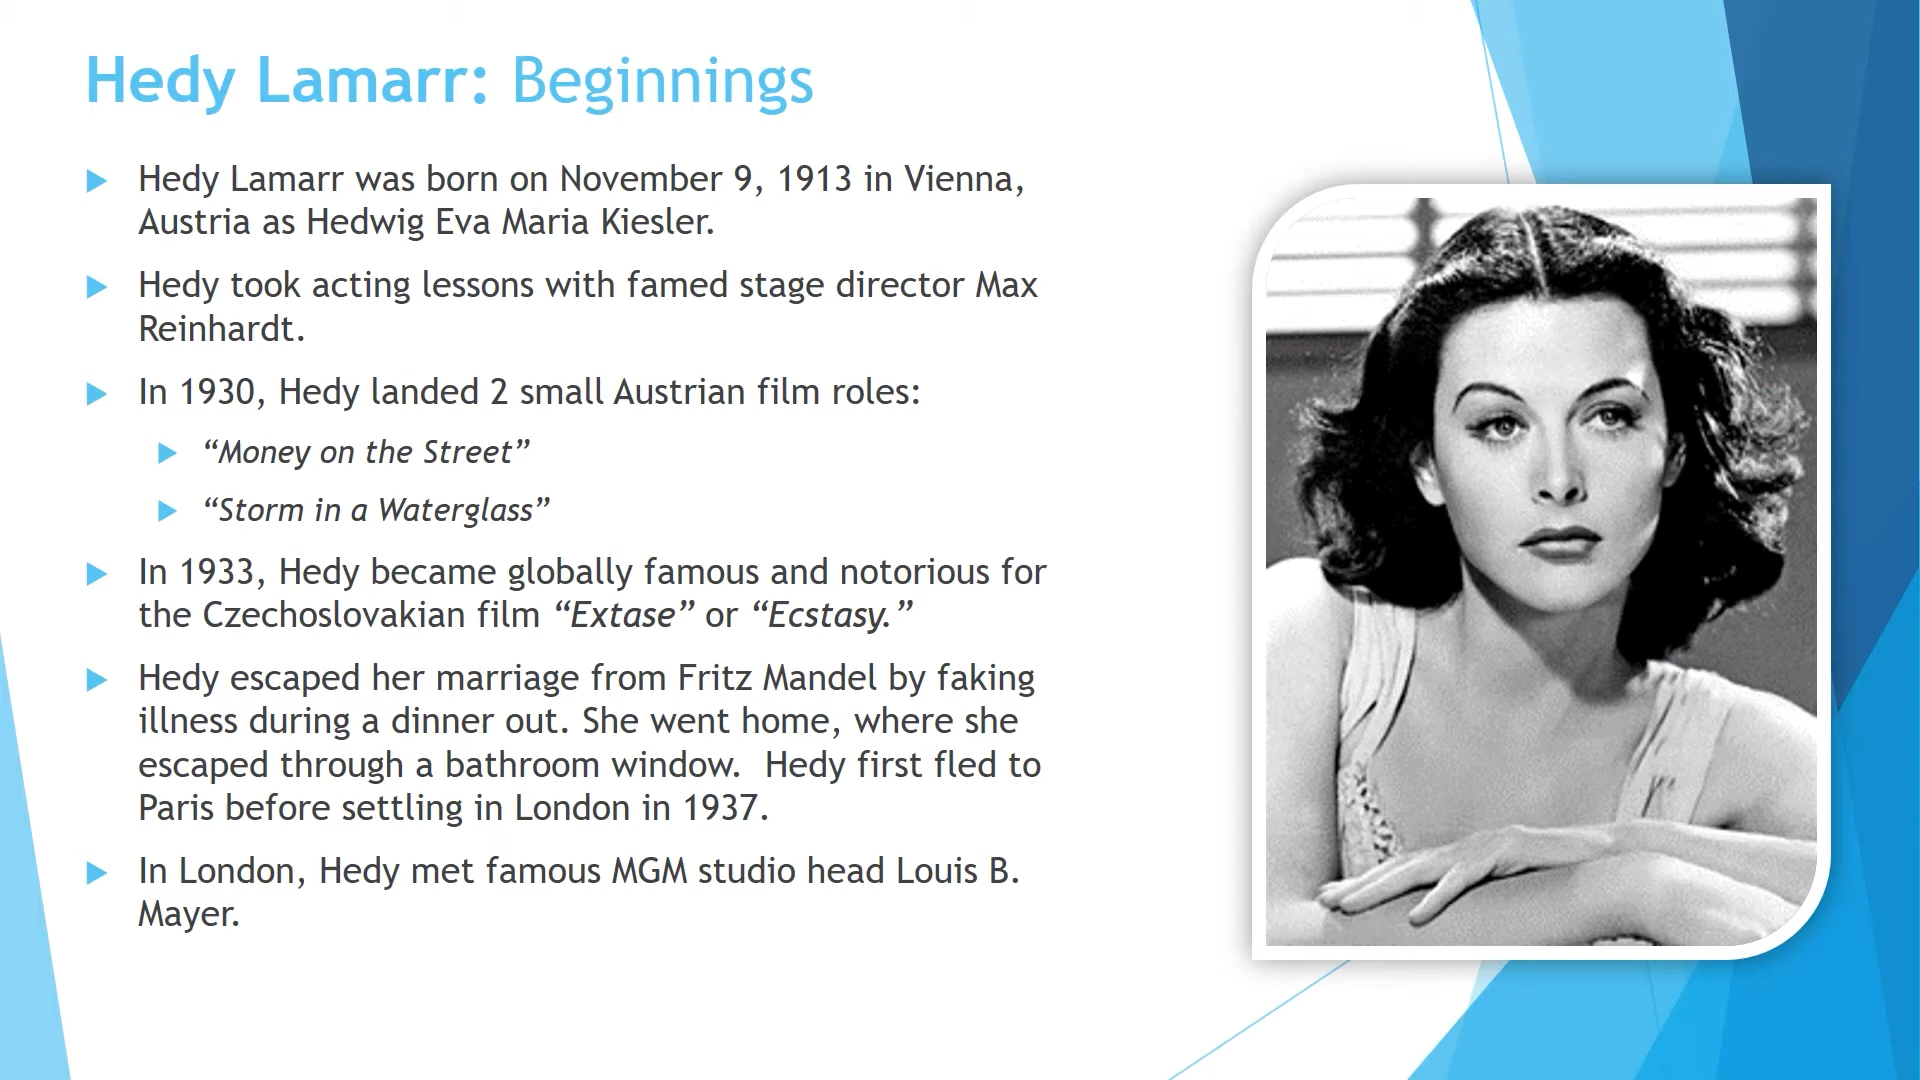 Hedy Lamarr: Beginnings
Hedy Lamarr was born on November 9, 1913 in Vienna,
Austria as Hedwig Eva Maria Kiesler.
Hedy took acting lessons with famed stage director Max
Reinhardt.
In 1930, Hedy landed 2 small Austrian film roles:
“Money on the Street”
“Storm in a Waterglass”
In 1933, Hedy became globally famous and notorious for
the Czechoslovakian film “Extase” or “Ecstasy.”
Hedy escaped her marriage from Fritz Mandel by faking
illness during a dinner out. She went home, where she
escaped through a bathroom window.  Hedy first fled to
Paris before settling in London in 1937.
In London, Hedy met famous MGM studio head Louis B.
Mayer.